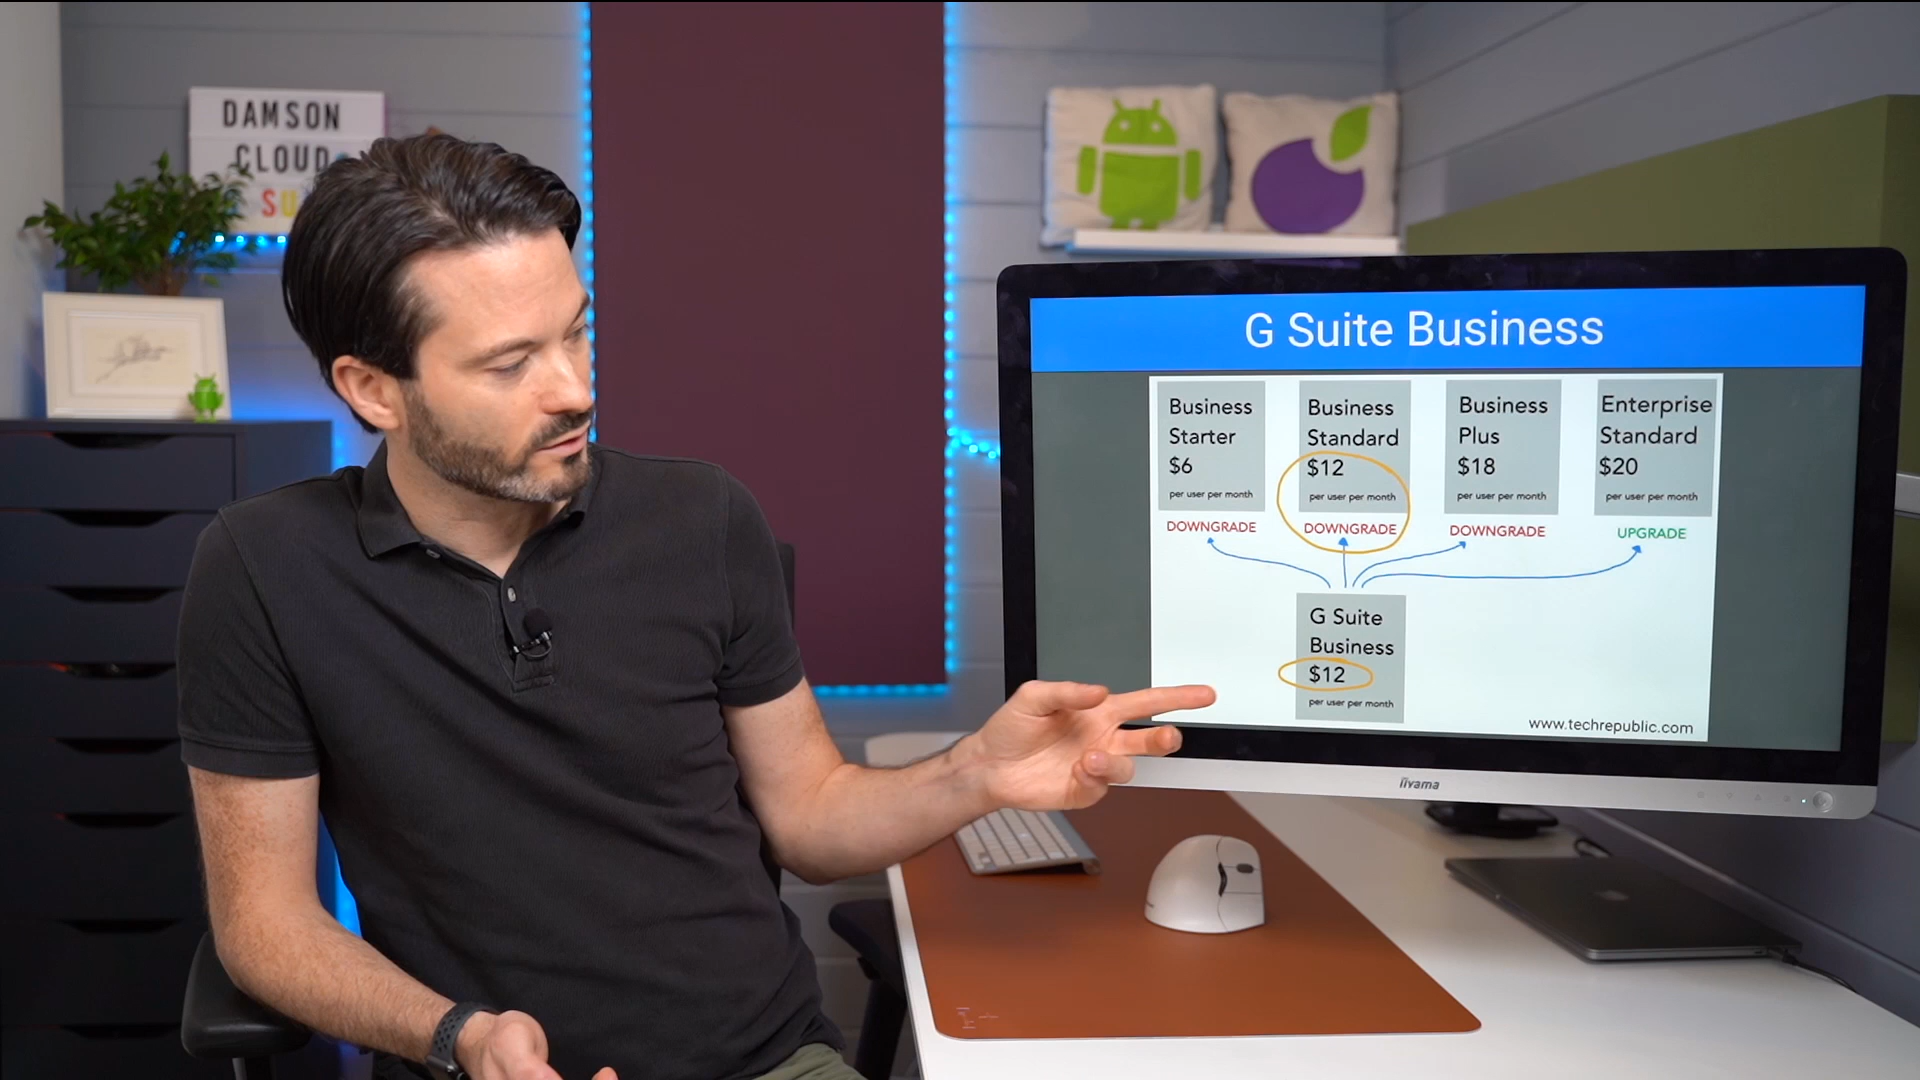 DAMSON
CLOUD
SU
G Suite Business
Business
Starter
$6
per user per month
DOWNGRADE
Business
Standard
$12
per user per month
DOWNGRADE
Business
Plus
$18
per user per month
DOWNGRADE
Enterprise
Standard
$20
per user per month
UPGRADE
G Suite
Business
$12
per user per month
www.techrepublic.com
iiyama